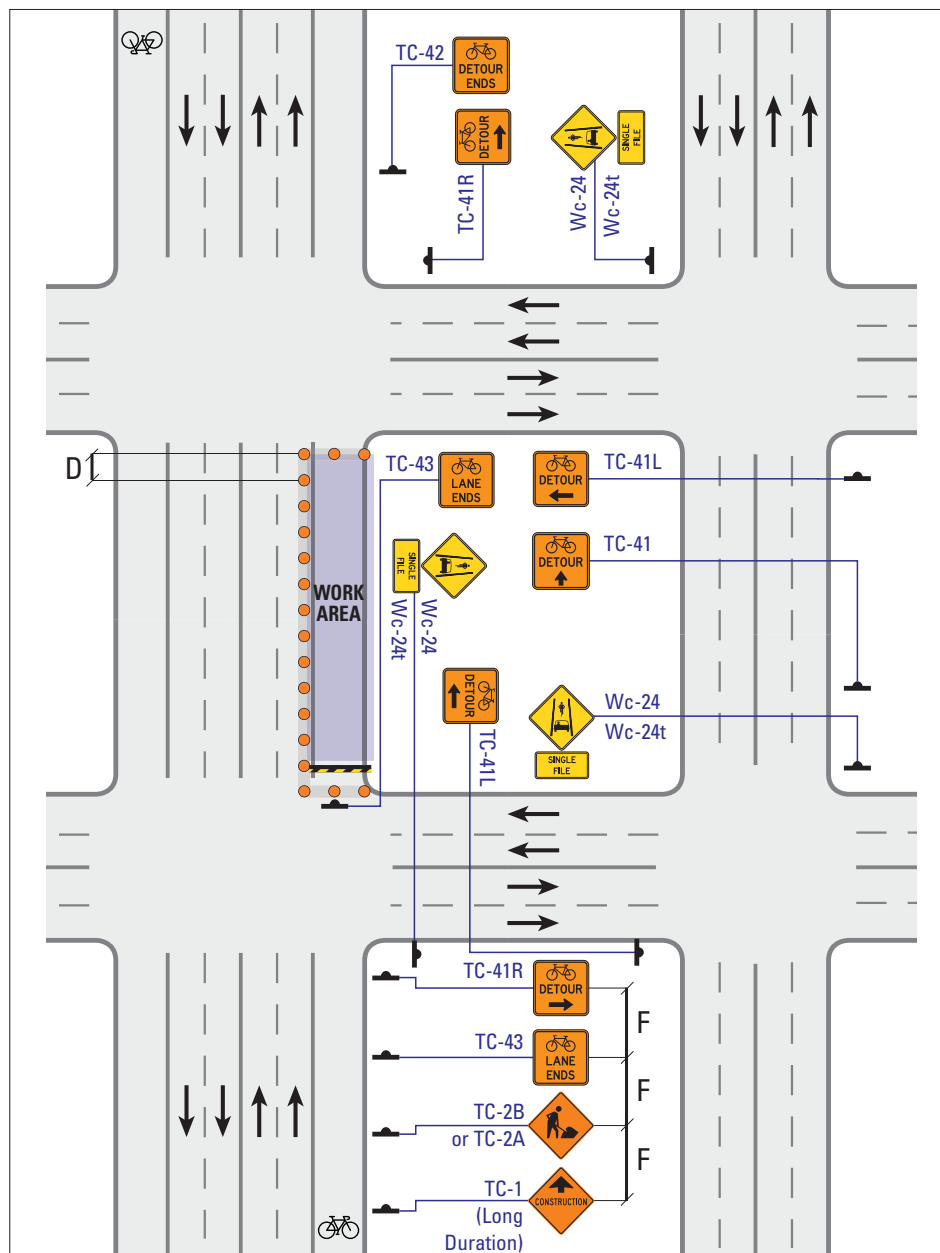 TC-42
DETOUR
ENDS
DETOUR
TC-41R
SINGLE
FILE
Wc-24
Wc-24t
D
TC-43
LANE
ENDS
DETOUR
TC-41L
DETOUR
TC-41
SINGLE
FILE
Wc-24
Wc-24t
WORK
AREA
DETOUR
TC-41L
Wc-24
Wc-24t
SINGLE
FILE
TC-41R
DETOUR
F
TC-43
LANE
ENDS
F
TC-2B
or TC-2A
F
TC-1
(Long
Duration)
CONSTRUCTION